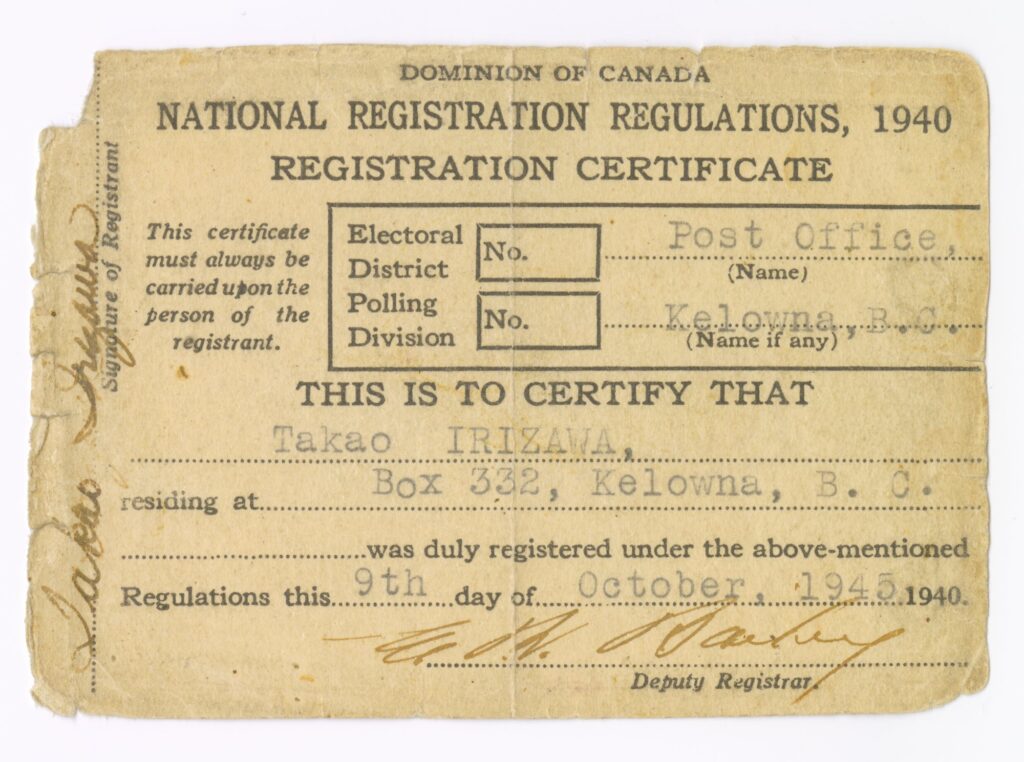 DOMINION OF CANADA
NATIONAL REGISTRATION REGULATIONS, 1940
REGISTRATION CERTIFICATE
This certificate
must always be
carried upon the
person of the
registrant.
Electoral
District
No.
Post Office,
(Name)
Polling
Division
No.
Kelowna, B.C.
(Name if any)
THIS IS TO CERTIFY THAT
Takao IRIZAWA,
residing at Box 332, Kelowna, B. C.
was duly registered under the above-mentioned
Regulations this 9th day of October, 1945 1940.
Deputy Registrar.
Signature of Registrant
Takao Irizawa